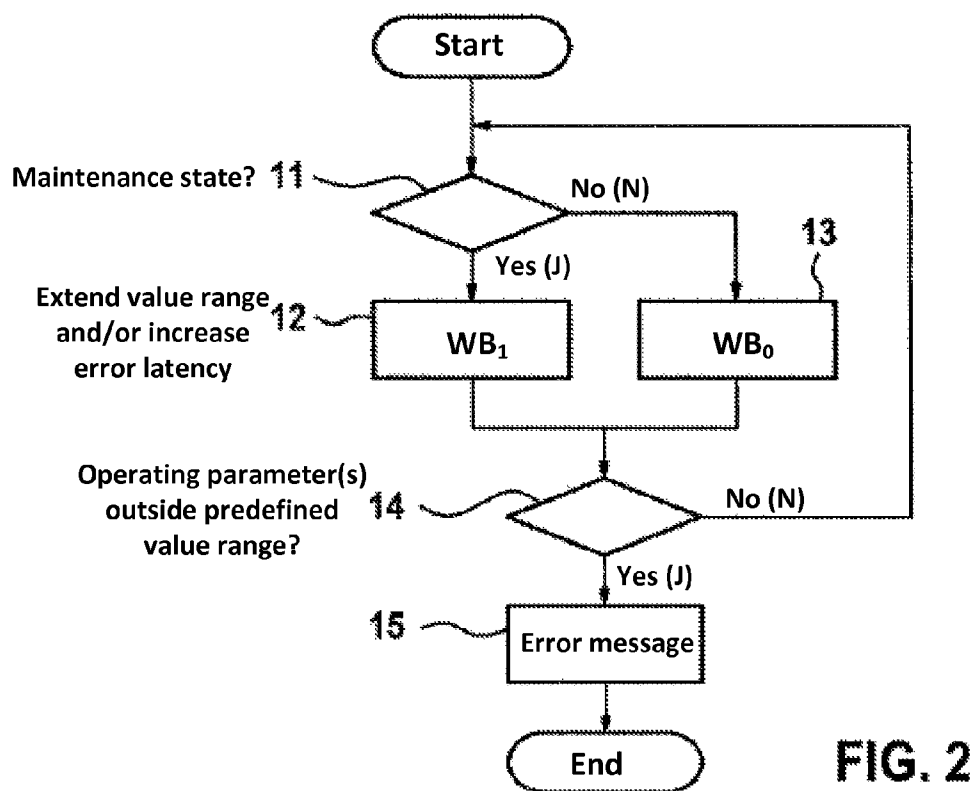 Start
Maintenance state? 11
No (N)
Yes (J)
13
Extend value range
and/or increase
error latency
12
WB₁
WB₀
Operating parameter(s)
outside predefined
value range?
14
No (N)
Yes (J)
15
Error message
End
FIG. 2